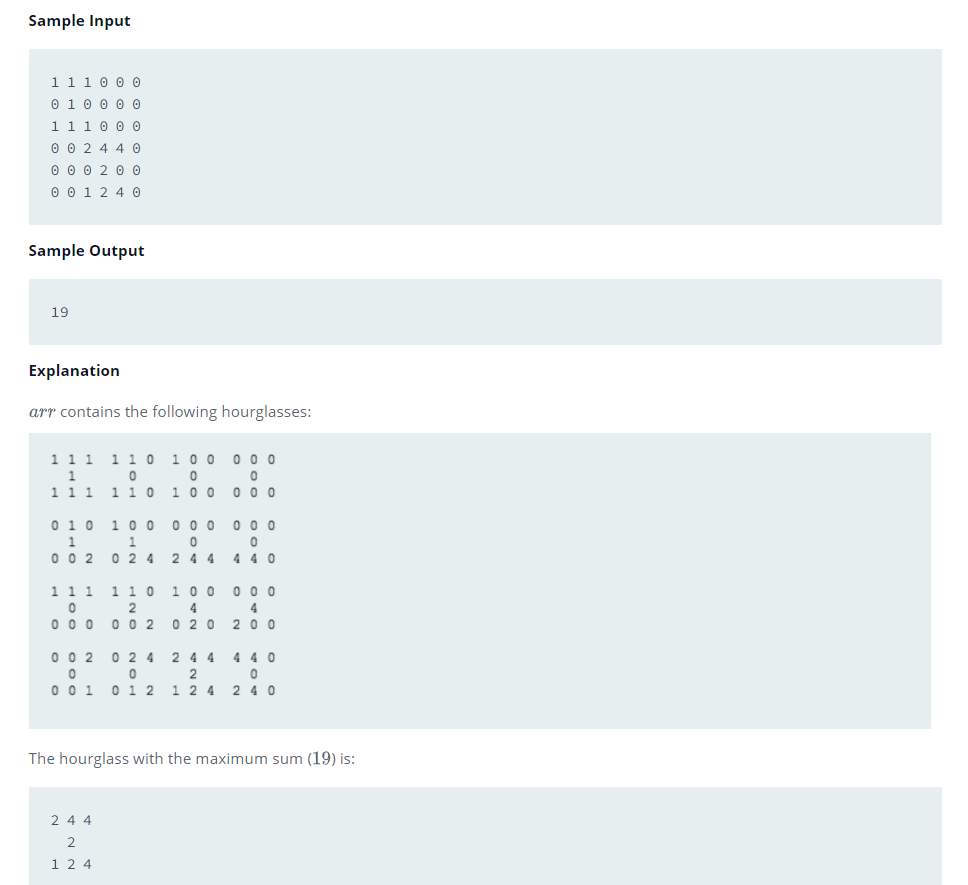 Sample Input
1 1 1 0 0 0
0 1 0 0 0 0
1 1 1 0 0 0
0 0 2 4 4 0
0 0 0 2 0 0
0 0 1 2 4 0
Sample Output
19
Explanation
arr contains the following hourglasses:
1 1 1  1 1 0  1 0 0  0 0 0
  1      0      0      0
1 1 1  1 1 0  1 0 0  0 0 0
0 1 0  1 0 0  0 0 0  0 0 0
  1      1      0      0
0 0 2  0 2 4  2 4 4  4 4 0
1 1 1  1 1 0  1 0 0  0 0 0
  0      2      4      4
0 0 0  0 0 2  0 2 0  2 0 0
0 0 2  0 2 4  2 4 4  4 4 0
  0      0      2      0
0 0 1  0 1 2  1 2 4  2 4 0
The hourglass with the maximum sum (19) is:
2 4 4
  2
1 2 4